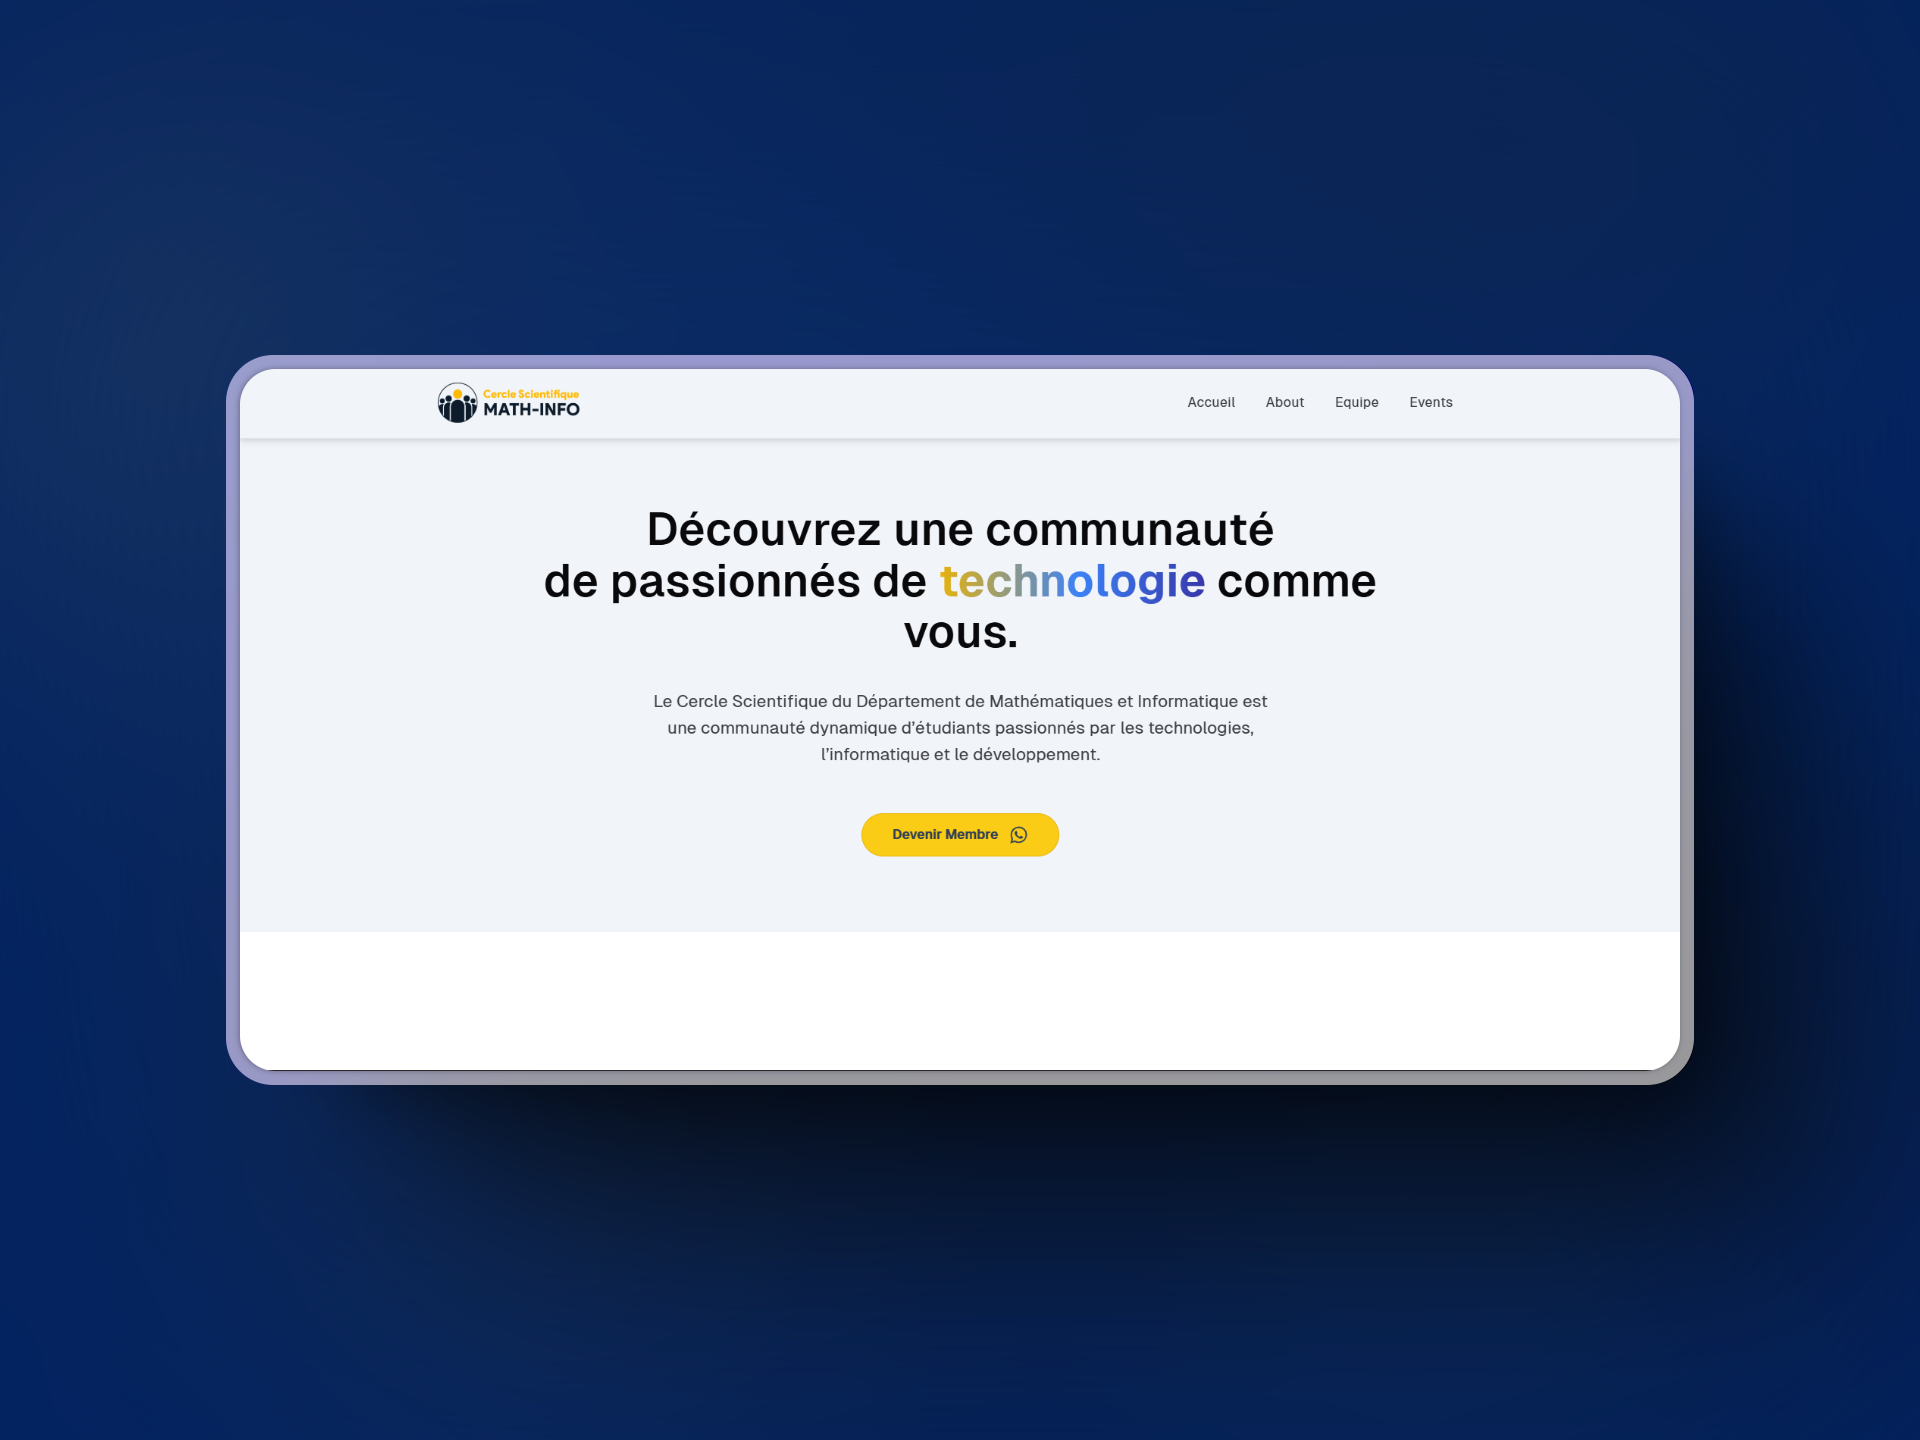 Cercle Scientifique
MATH-INFO
Accueil About Equipe Events
Découvrez une communauté
de passionnés de technologie comme
vous.
Le Cercle Scientifique du Département de Mathématiques et Informatique est
une communauté dynamique d’étudiants passionnés par les technologies,
l’informatique et le développement.
Devenir Membre